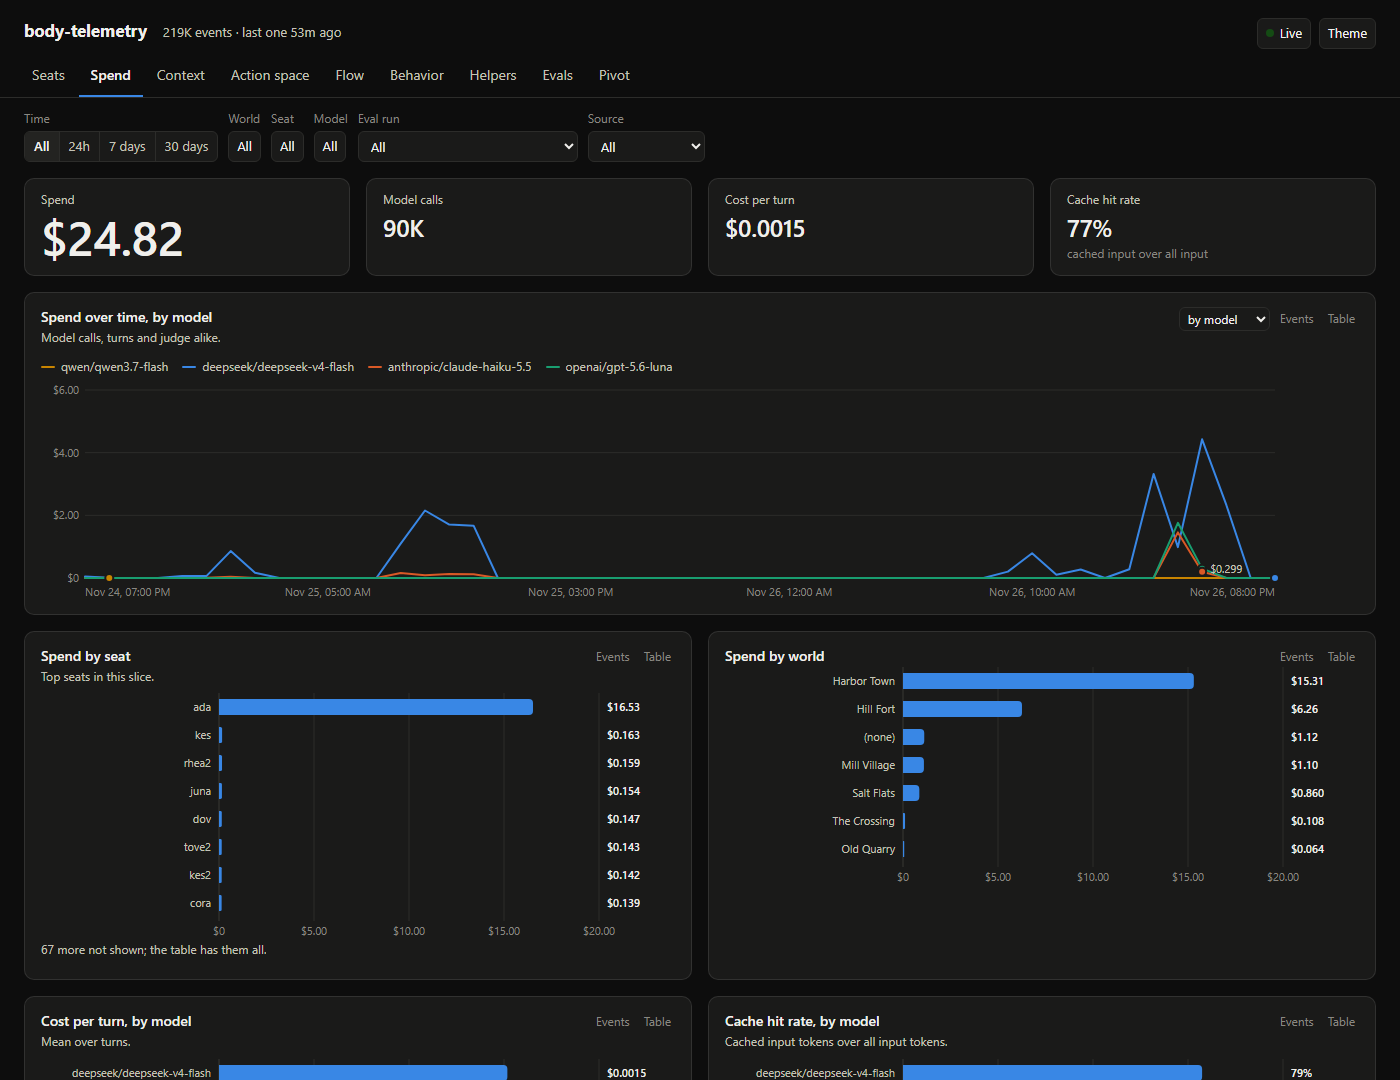 body-telemetry 219K events · last one 53m ago Live Theme
Seats Spend Context Action space Flow Behavior Helpers Evals Pivot
Time World Seat Model Eval run Source
All 24h 7 days 30 days All All All All All
Spend
$24.82
Model calls
90K
Cost per turn
$0.0015
Cache hit rate
77%
cached input over all input
Spend over time, by model by model Events Table
Model calls, turns and judge alike.
qwen/qwen3.7-flash deepseek/deepseek-v4-flash anthropic/claude-haiku-5.5 openai/gpt-5.6-luna
$6.00
$4.00
$2.00
$0
$0.299
Nov 24, 07:00 PM Nov 25, 05:00 AM Nov 25, 03:00 PM Nov 26, 12:00 AM Nov 26, 10:00 AM Nov 26, 08:00 PM
Spend by seat Events Table
Top seats in this slice.
ada $16.53
kes $0.163
rhea2 $0.159
juna $0.154
dov $0.147
tove2 $0.143
kes2 $0.142
cora $0.139
$0 $5.00 $10.00 $15.00 $20.00
67 more not shown; the table has them all.
Spend by world Events Table
Harbor Town $15.31
Hill Fort $6.26
(none) $1.12
Mill Village $1.10
Salt Flats $0.860
The Crossing $0.108
Old Quarry $0.064
$0 $5.00 $10.00 $15.00 $20.00
Cost per turn, by model Events Table
Mean over turns.
deepseek/deepseek-v4-flash $0.0015
Cache hit rate, by model Events Table
Cached input tokens over all input tokens.
deepseek/deepseek-v4-flash 79%